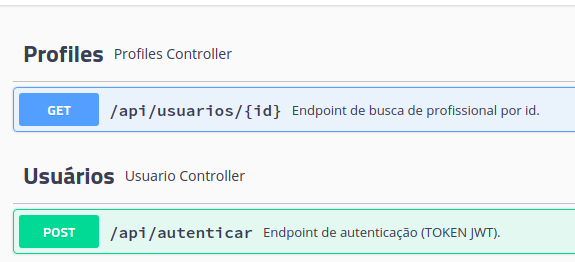 Profiles Profiles Controller
GET /api/usuarios/{id} Endpoint de busca de profissional por id.
Usuários Usuario Controller
POST /api/autenticar Endpoint de autenticação (TOKEN JWT).